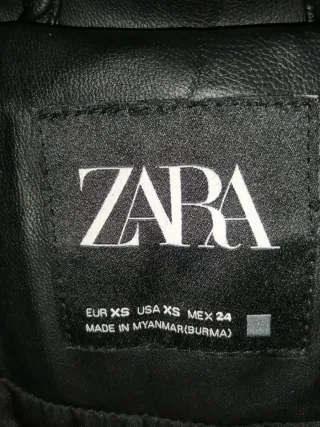 ZARA
EUR XS USA XS MEX 24
MADE IN MYANMAR(BURMA)